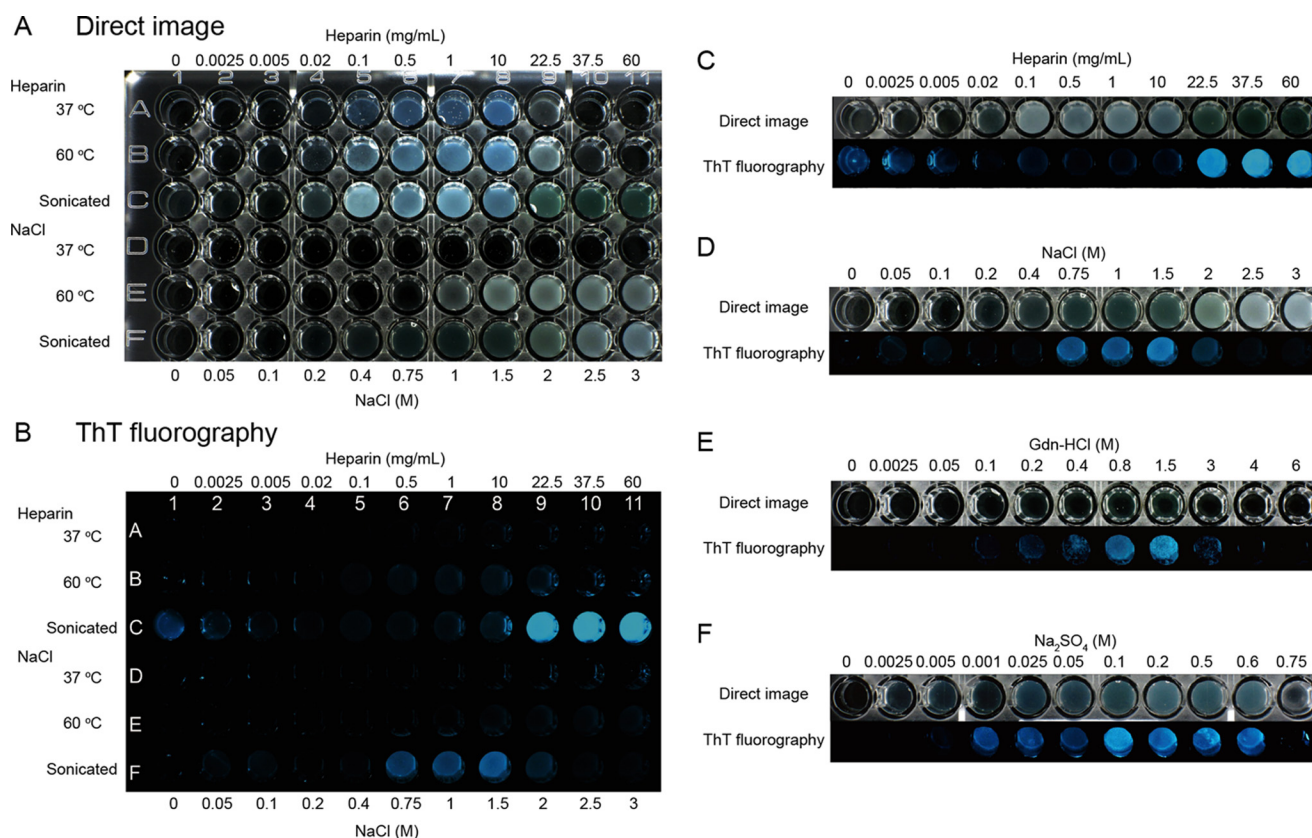 A Direct image
Heparin (mg/mL)
0 0.0025 0.005 0.02 0.1 0.5 1 10 22.5 37.5 60
1 2 3 4 5 6 7 8 9 10 11
Heparin
37 ºC A
60 ºC B
Sonicated C
NaCl
37 ºC D
60 ºC E
Sonicated F
0 0.05 0.1 0.2 0.4 0.75 1 1.5 2 2.5 3
NaCl (M)
B ThT fluorography
Heparin (mg/mL)
0 0.0025 0.005 0.02 0.1 0.5 1 10 22.5 37.5 60
1 2 3 4 5 6 7 8 9 10 11
Heparin
37 ºC A
60 ºC B
Sonicated C
NaCl
37 ºC D
60 ºC E
Sonicated F
0 0.05 0.1 0.2 0.4 0.75 1 1.5 2 2.5 3
NaCl (M)
C
Heparin (mg/mL)
0 0.0025 0.005 0.02 0.1 0.5 1 10 22.5 37.5 60
Direct image
ThT fluorography
D
NaCl (M)
0 0.05 0.1 0.2 0.4 0.75 1 1.5 2 2.5 3
Direct image
ThT fluorography
E
Gdn-HCl (M)
0 0.0025 0.05 0.1 0.2 0.4 0.8 1.5 3 4 6
Direct image
ThT fluorography
F
Na₂SO₄ (M)
0 0.0025 0.005 0.001 0.025 0.05 0.1 0.2 0.5 0.6 0.75
Direct image
ThT fluorography